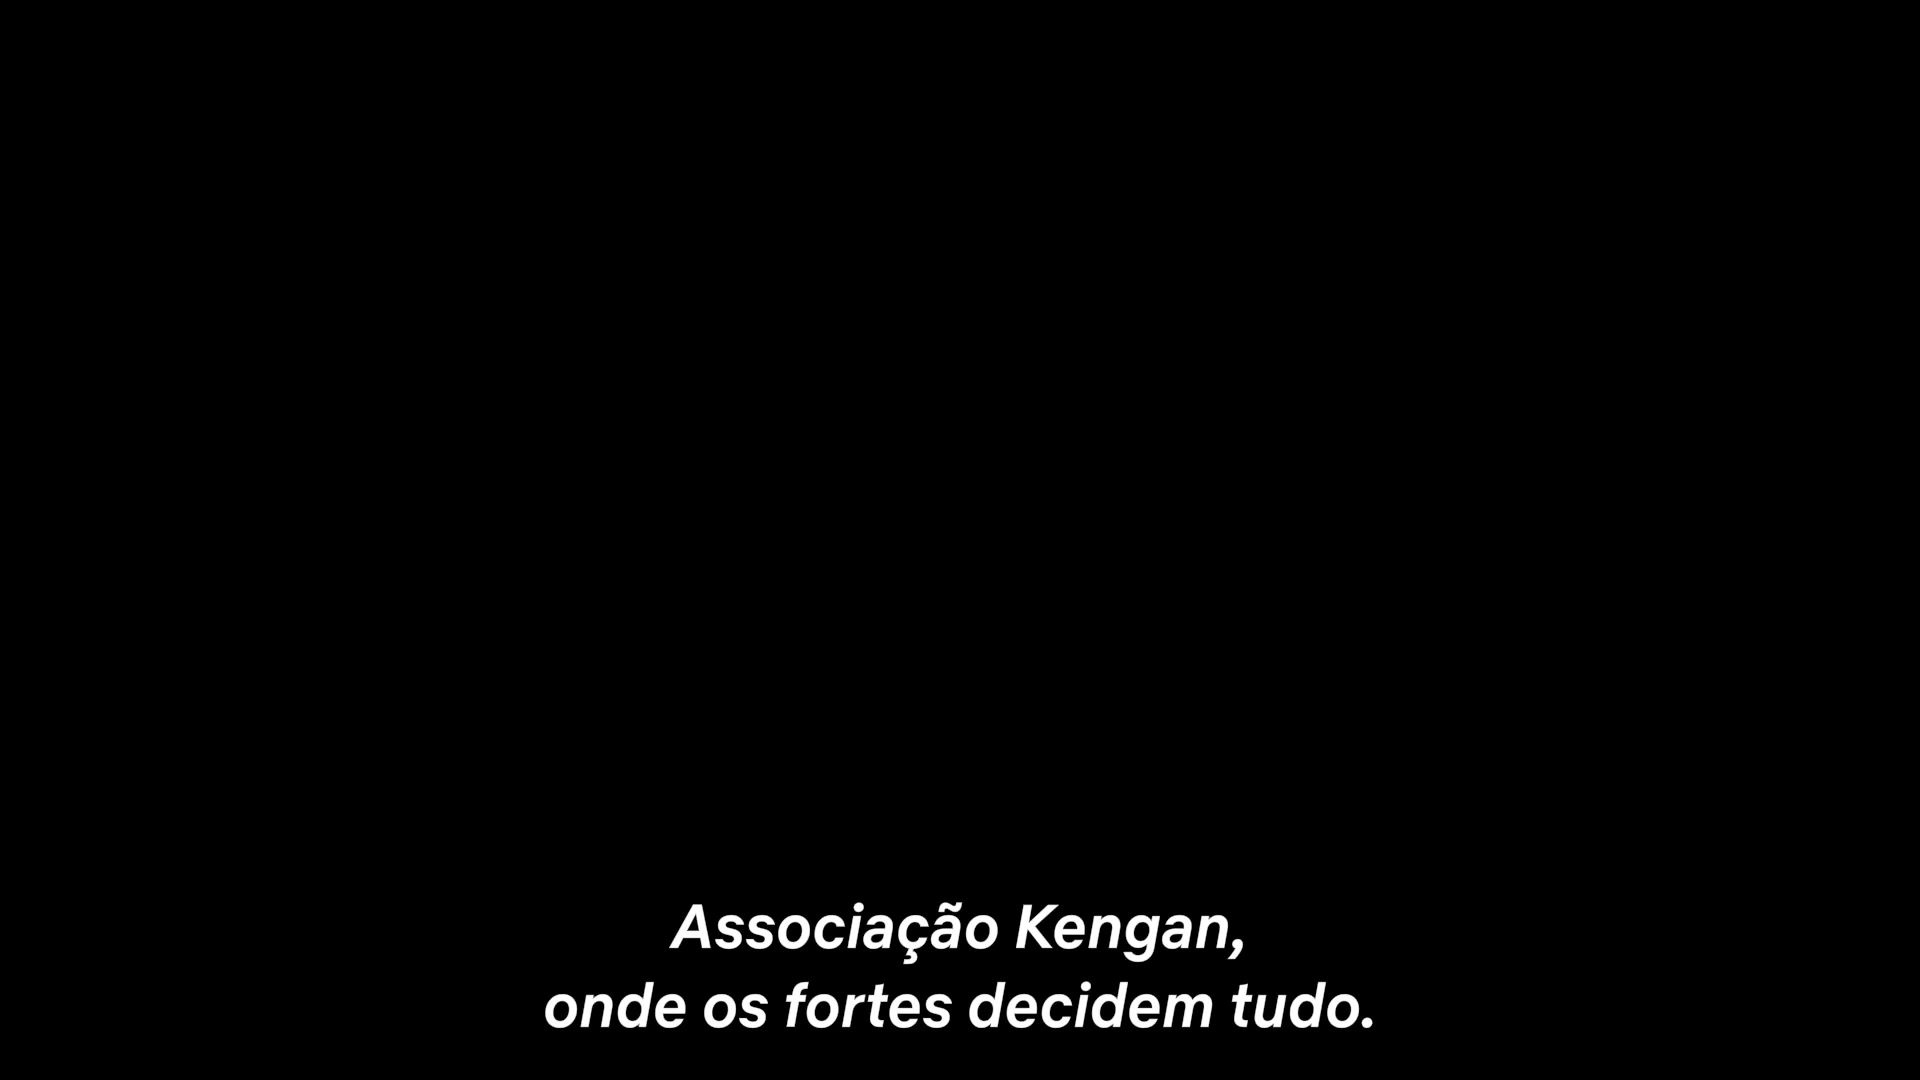 Associação Kengan,
onde os fortes decidem tudo.